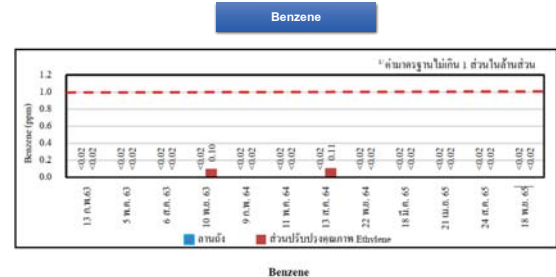 Benzene
¹/ค่ามาตรฐานไม่เกิน 1 ส่วนในล้านส่วน
Benzene (ppm)
1.2
1.0
0.8
0.6
0.4
0.2
0.0
<0.02 <0.02 <0.02 <0.02 <0.02 <0.02 <0.02 0.10 <0.02 <0.02 <0.02 <0.02 <0.02 0.11 <0.02 <0.02 <0.02 <0.02 <0.02 <0.02 <0.02 <0.02 <0.02 <0.02
13 ก.พ.63 5 พ.ค. 63 6 ส.ค. 63 10 พ.ย. 63 9 ก.พ. 64 11 พ.ค. 64 13 ส.ค. 64 22 พ.ย. 64 18 มี.ค. 65 21 เม.ย. 65 24 ส.ค. 65 18 พ.ย. 65
ลานถัง ส่วนปรับปรุงคุณภาพ Ethylene
Benzene